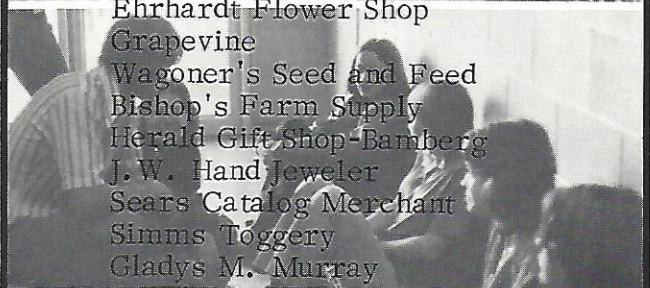 Ehrhardt Flower Shop
Grapevine
Wagoner's Seed and Feed
Bishop's Farm Supply
Herald Gift Shop-Bamberg
J.W. Hand Jeweler
Sears Catalog Merchant
Simms Toggery
Gladys M. Murray